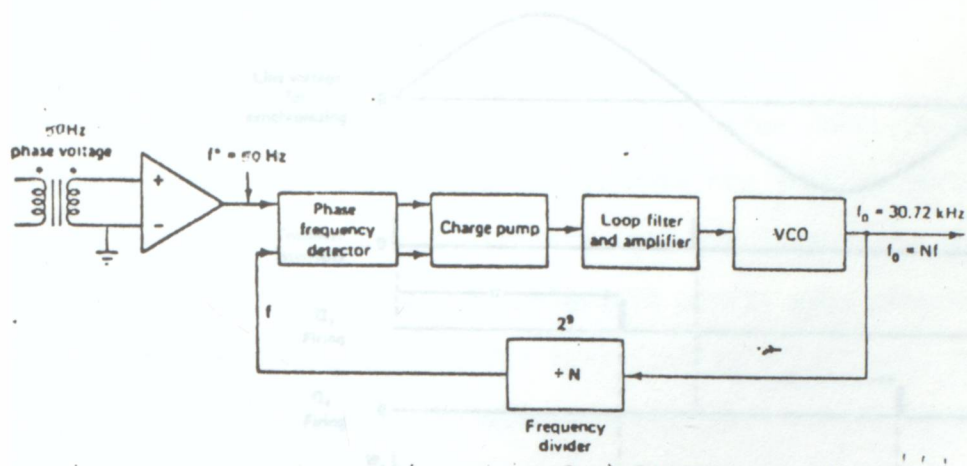 50Hz
phase voltage
f* = 50 Hz
+
−
Phase
frequency
detector
Charge pump
Loop filter
and amplifier
VCO
f₀ = 30.72 kHz
f₀ = Nf
f
2⁹
÷ N
Frequency
divider